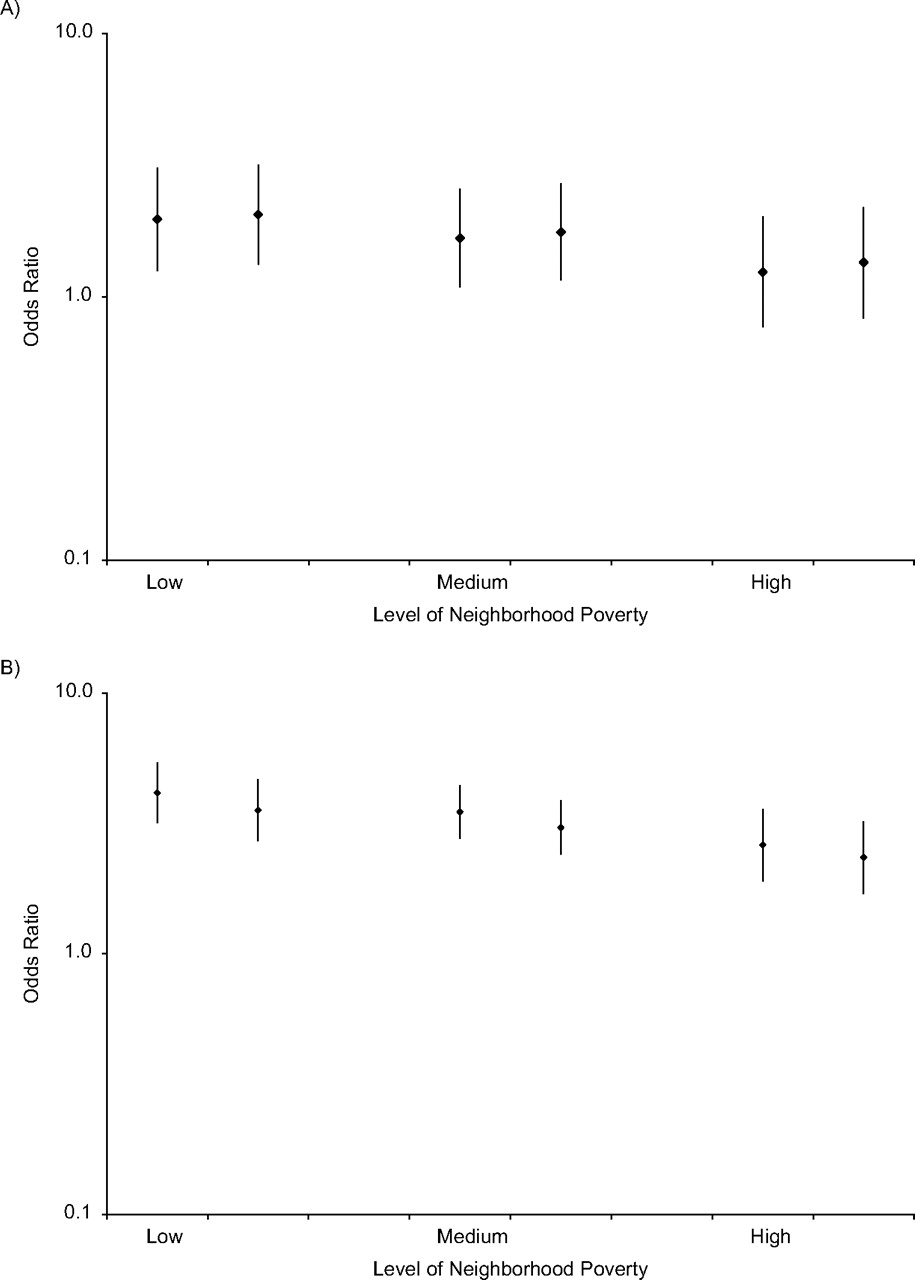 A)
10.0
Odds Ratio
1.0
0.1
Low Medium High
Level of Neighborhood Poverty
B)
10.0
Odds Ratio
1.0
0.1
Low Medium High
Level of Neighborhood Poverty